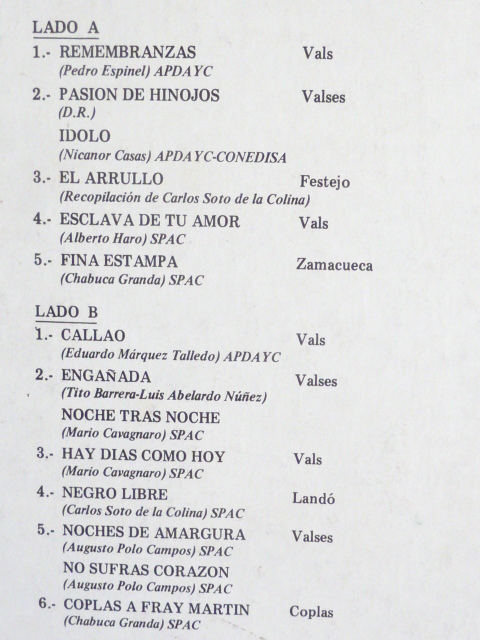 LADO A
1.- REMEMBRANZAS Vals
(Pedro Espinel) APDAYC
2.- PASION DE HINOJOS Valses
(D.R.)
IDOLO
(Nicanor Casas) APDAYC-CONEDISA
3.- EL ARRULLO Festejo
(Recopilación de Carlos Soto de la Colina)
4.- ESCLAVA DE TU AMOR Vals
(Alberto Haro) SPAC
5.- FINA ESTAMPA Zamacueca
(Chabuca Granda) SPAC
LADO B
1.- CALLAO Vals
(Eduardo Márquez Talledo) APDAYC
2.- ENGAÑADA Valses
(Tito Barrera-Luis Abelardo Núñez)
NOCHE TRAS NOCHE
(Mario Cavagnaro) SPAC
3.- HAY DIAS COMO HOY Vals
(Mario Cavagnaro) SPAC
4.- NEGRO LIBRE Landó
(Carlos Soto de la Colina) SPAC
5.- NOCHES DE AMARGURA Valses
(Augusto Polo Campos) SPAC
NO SUFRAS CORAZON
(Augusto Polo Campos) SPAC
6.- COPLAS A FRAY MARTIN Coplas
(Chabuca Granda) SPAC